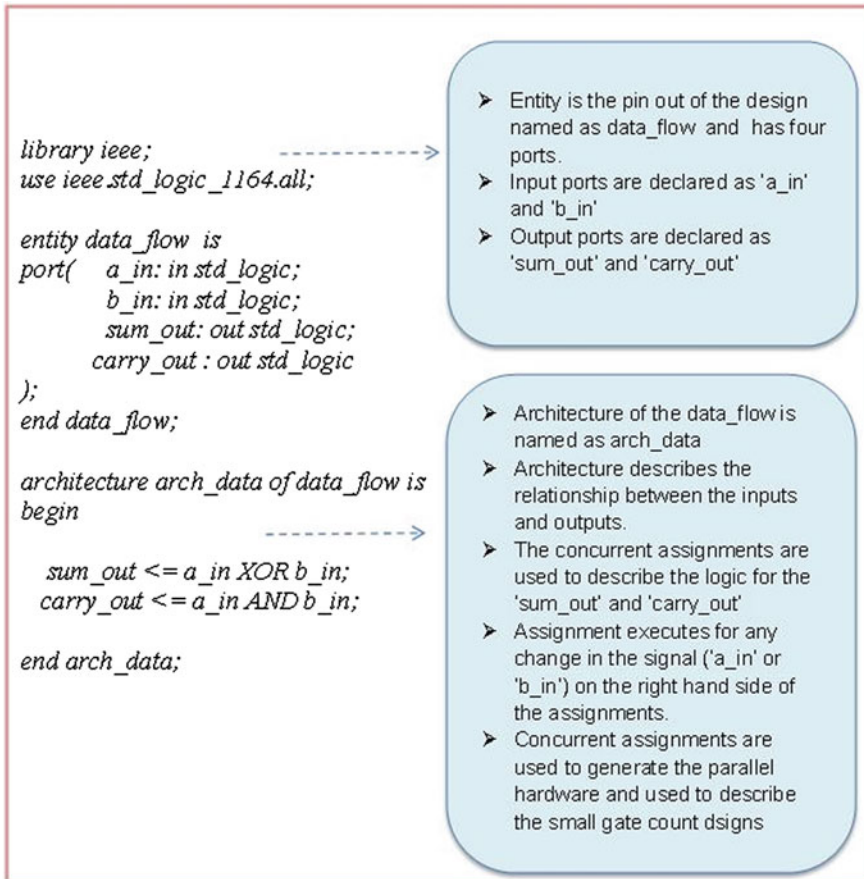 library ieee;
use ieee.std_logic_1164.all;
entity data_flow is
port( a_in: in std_logic;
b_in: in std_logic;
sum_out: out std_logic;
carry_out : out std_logic
);
end data_flow;
architecture arch_data of data_flow is
begin
sum_out <= a_in XOR b_in;
carry_out <= a_in AND b_in;
end arch_data;
➢ Entity is the pin out of the design
named as data_flow and has four
ports.
➢ Input ports are declared as 'a_in'
and 'b_in'
➢ Output ports are declared as
'sum_out' and 'carry_out'
➢ Architecture of the data_flow is
named as arch_data
➢ Architecture describes the
relationship between the inputs
and outputs.
➢ The concurrent assignments are
used to describe the logic for the
'sum_out' and 'carry_out'
➢ Assignment executes for any
change in the signal ('a_in' or
'b_in') on the right hand side of
the assignments.
➢ Concurrent assignments are
used to generate the parallel
hardware and used to describe
the small gate count dsigns